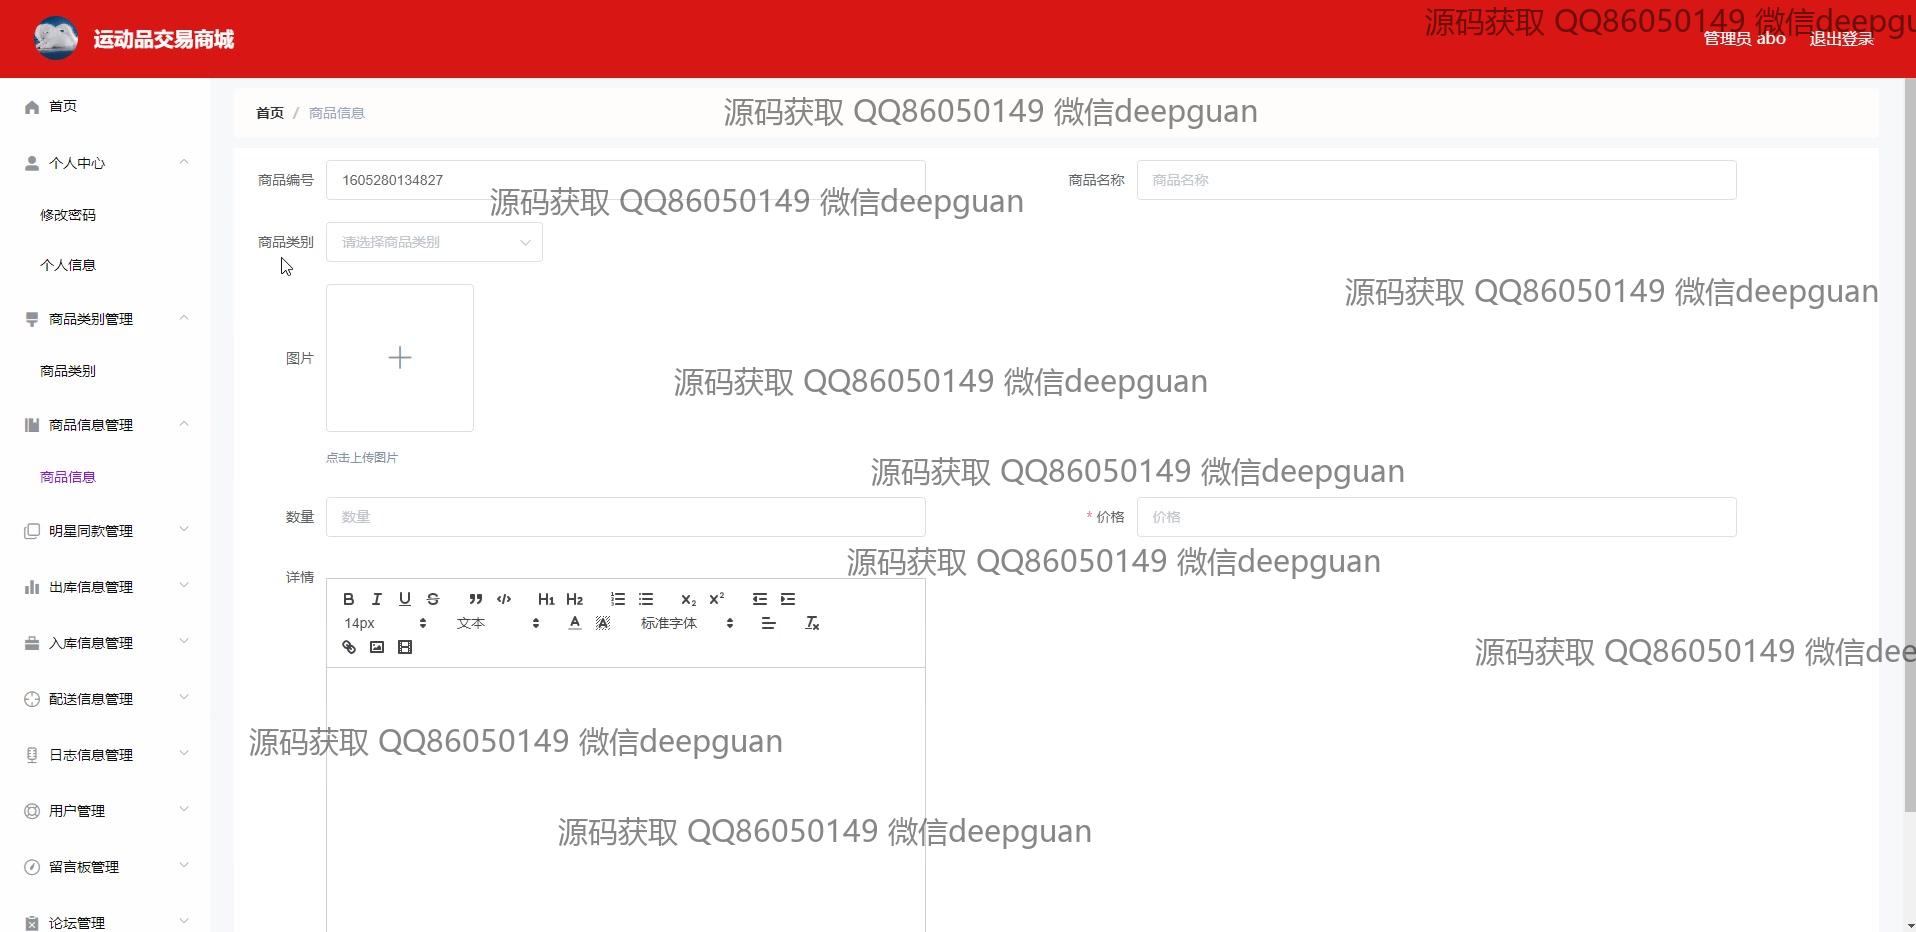 运动品交易商城
源码获取 QQ86050149 微信deepgu
管理员 abo 退出登录
首页
个人中心
修改密码
个人信息
商品类别管理
商品类别
商品信息管理
商品信息
明星同款管理
出库信息管理
入库信息管理
配送信息管理
日志信息管理
用户管理
留言板管理
论坛管理
首页 / 商品信息
源码获取 QQ86050149 微信deepguan
商品编号 1605280134827
商品名称 商品名称
源码获取 QQ86050149 微信deepguan
商品类别 请选择商品类别
源码获取 QQ86050149 微信deepguan
图片
源码获取 QQ86050149 微信deepguan
点击上传图片
源码获取 QQ86050149 微信deepguan
数量 数量
* 价格 价格
源码获取 QQ86050149 微信deepguan
详情
B I U S H1 H2 X2 X2
14px 文本 A A 标准字体 Tx
源码获取 QQ86050149 微信dee
源码获取 QQ86050149 微信deepguan
源码获取 QQ86050149 微信deepguan